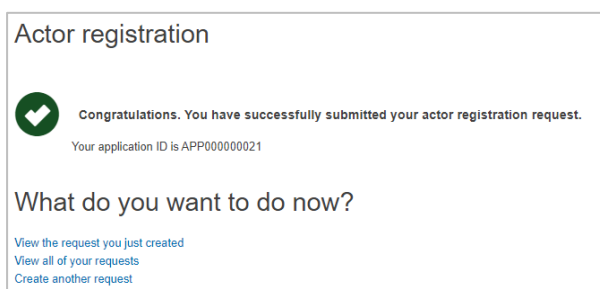 Actor registration
Congratulations. You have successfully submitted your actor registration request.
Your application ID is APP000000021
What do you want to do now?
View the request you just created
View all of your requests
Create another request